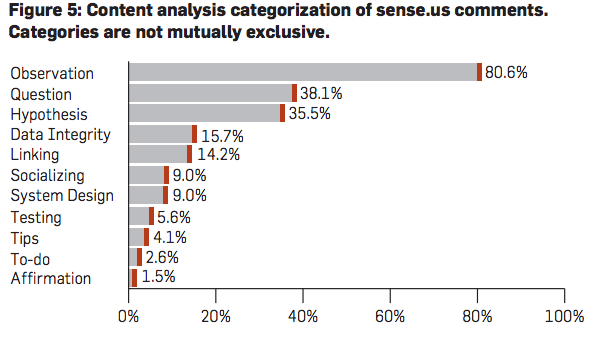 Figure 5: Content analysis categorization of sense.us comments.
Categories are not mutually exclusive.
Observation 80.6%
Question 38.1%
Hypothesis 35.5%
Data Integrity 15.7%
Linking 14.2%
Socializing 9.0%
System Design 9.0%
Testing 5.6%
Tips 4.1%
To-do 2.6%
Affirmation 1.5%
0% 20% 40% 60% 80% 100%